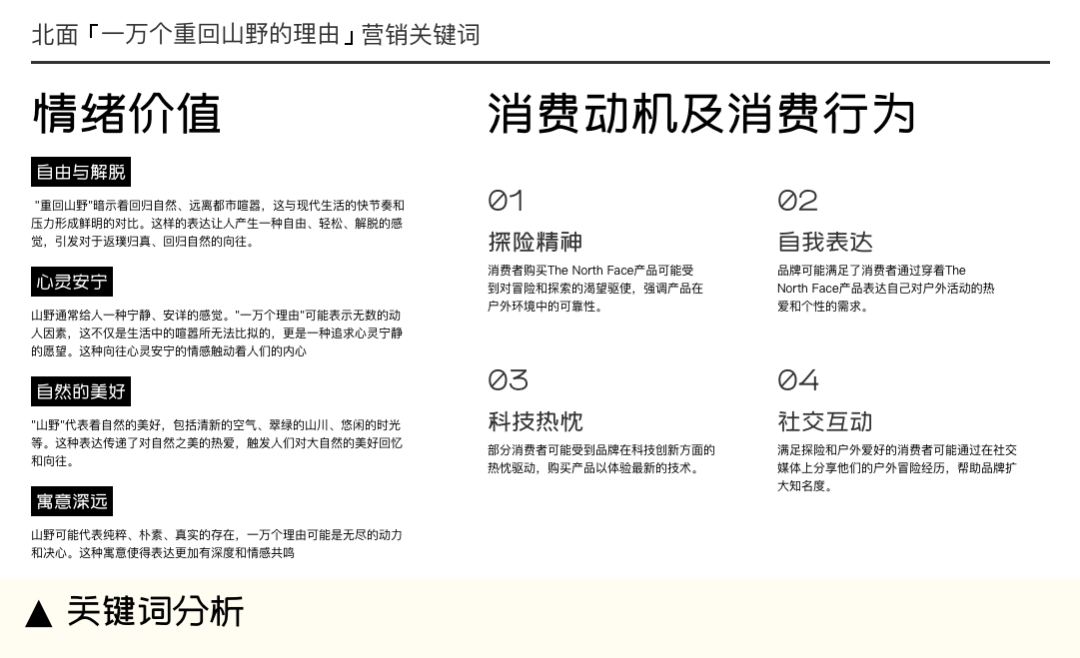 北面「一万个重回山野的理由」营销关键词
情绪价值
自由与解脱
"重回山野"暗示着回归自然、远离都市喧嚣，这与现代生活的快节奏和
压力形成鲜明的对比。这样的表达让人产生一种自由、轻松、解脱的感
觉，引发对于返璞归真、回归自然的向往。
心灵安宁
山野通常给人一种宁静、安详的感觉。"一万个理由"可能表示无数的动
人因素，这不仅是生活中的喧嚣所无法比拟的，更是一种追求心灵宁静
的愿望。这种向往心灵安宁的情感触动着人们的内心
自然的美好
"山野"代表着自然的美好，包括清新的空气、翠绿的山川、悠闲的时光
等。这种表达传递了对自然之美的热爱，触发人们对大自然的美好回忆
和向往。
寓意深远
山野可能代表纯粹、朴素、真实的存在，一万个理由可能是无尽的动力
和决心。这种寓意使得表达更加有深度和情感共鸣
消费动机及消费行为
01
探险精神
消费者购买The North Face产品可能受
到对冒险和探索的渴望驱使，强调产品在
户外环境中的可靠性。
02
自我表达
品牌可能满足了消费者通过穿着The
North Face产品表达自己对户外活动的热
爱和个性的需求。
03
科技热忱
部分消费者可能受到品牌在科技创新方面的
热忱驱动，购买产品以体验最新的技术。
04
社交互动
满足探险和户外爱好的消费者可能通过在社交
媒体上分享他们的户外冒险经历，帮助品牌扩
大知名度。
▲ 关键词分析